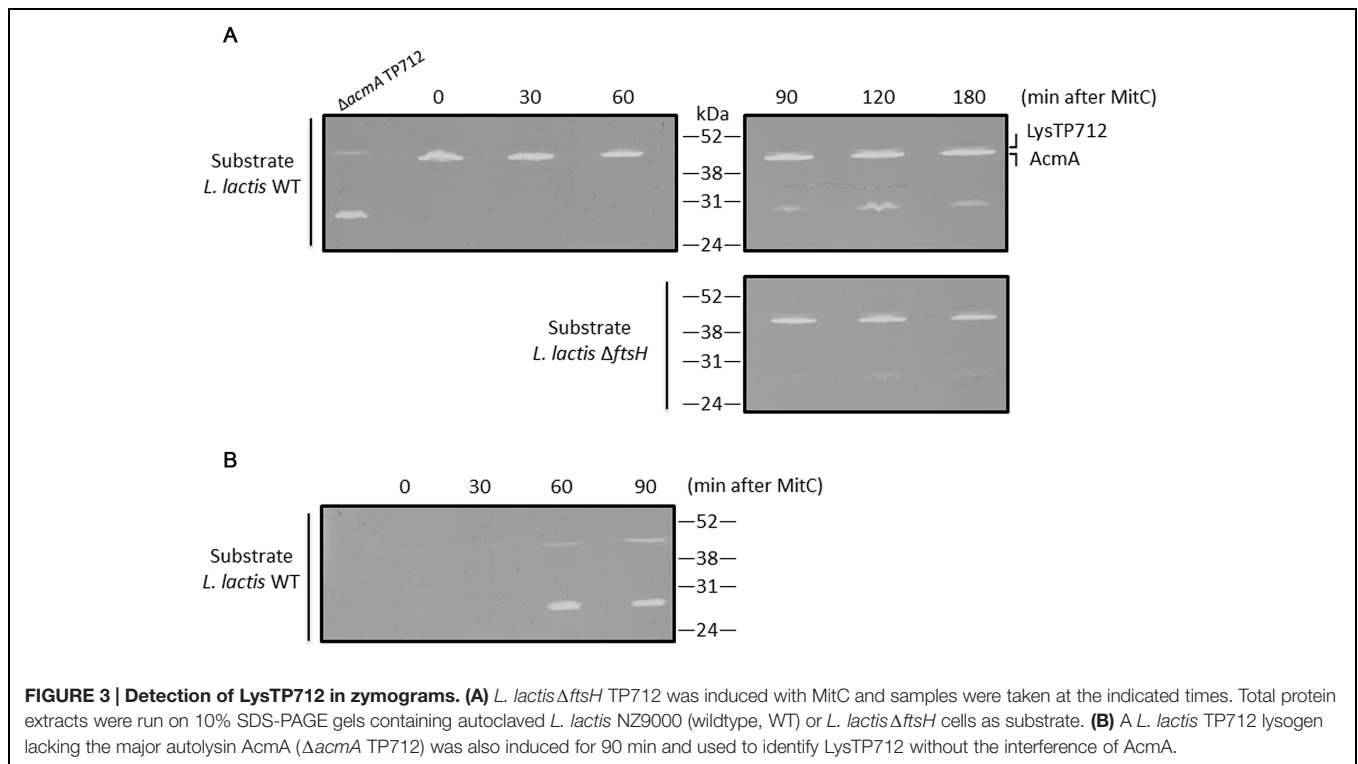 A
ΔacmA TP712
0 30 60
90 120 180 (min after MitC)
kDa
—52—
—38—
—31—
—24—
LysTP712
AcmA
Substrate
L. lactis WT
—52—
—38—
—31—
—24—
Substrate
L. lactis ΔftsH
B
0 30 60 90 (min after MitC)
—52—
—38—
—31—
—24—
Substrate
L. lactis WT
FIGURE 3 | Detection of LysTP712 in zymograms. (A) L. lactisΔftsH TP712 was induced with MitC and samples were taken at the indicated times. Total protein
extracts were run on 10% SDS-PAGE gels containing autoclaved L. lactis NZ9000 (wildtype, WT) or L. lactisΔftsH cells as substrate. (B) A L. lactis TP712 lysogen
lacking the major autolysin AcmA (ΔacmA TP712) was also induced for 90 min and used to identify LysTP712 without the interference of AcmA.